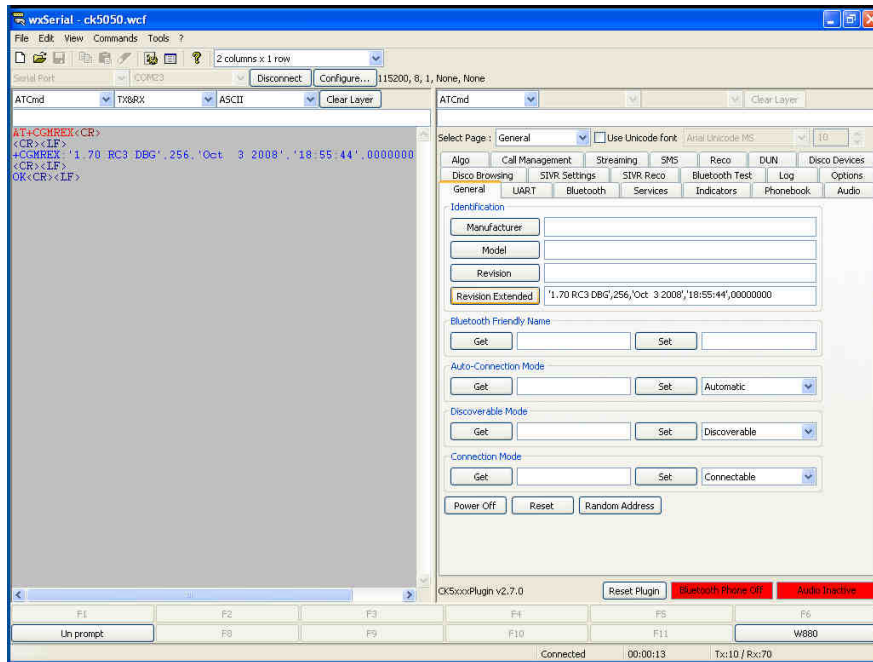 wxSerial - ck5050.wcf
File Edit View Commands Tools ?
2 columns x 1 row
Serial Port COM23 Disconnect Configure... 115200, 8, 1, None, None
ATCmd TX&RX ASCII Clear Layer
AT+CGMREX<CR>
<CR><LF>
+CGMREX:'1.70 RC3 DBG',256,'Oct 3 2008','18:55:44',0000000
<CR><LF>
OK<CR><LF>
ATCmd Clear Layer
Select Page : General Use Unicode font Arial Unicode MS 10
Algo Call Management Streaming SMS Reco DUN Disco Devices
Disco Browsing SIVR Settings SIVR Reco Bluetooth Test Log Options
General UART Bluetooth Services Indicators Phonebook Audio
Identification
Manufacturer
Model
Revision
Revision Extended '1.70 RC3 DBG',256,'Oct 3 2008','18:55:44',00000000
Bluetooth Friendly Name
Get Set
Auto-Connection Mode
Get Set Automatic
Discoverable Mode
Get Set Discoverable
Connection Mode
Get Set Connectable
Power Off Reset Random Address
CK5xxxPlugin v2.7.0 Reset Plugin Bluetooth Phone Off Audio Inactive
F1 F2 F3 F4 F5 F6
Un prompt F8 F9 F10 F11 W880
Connected 00:00:13 Tx:10 / Rx:70